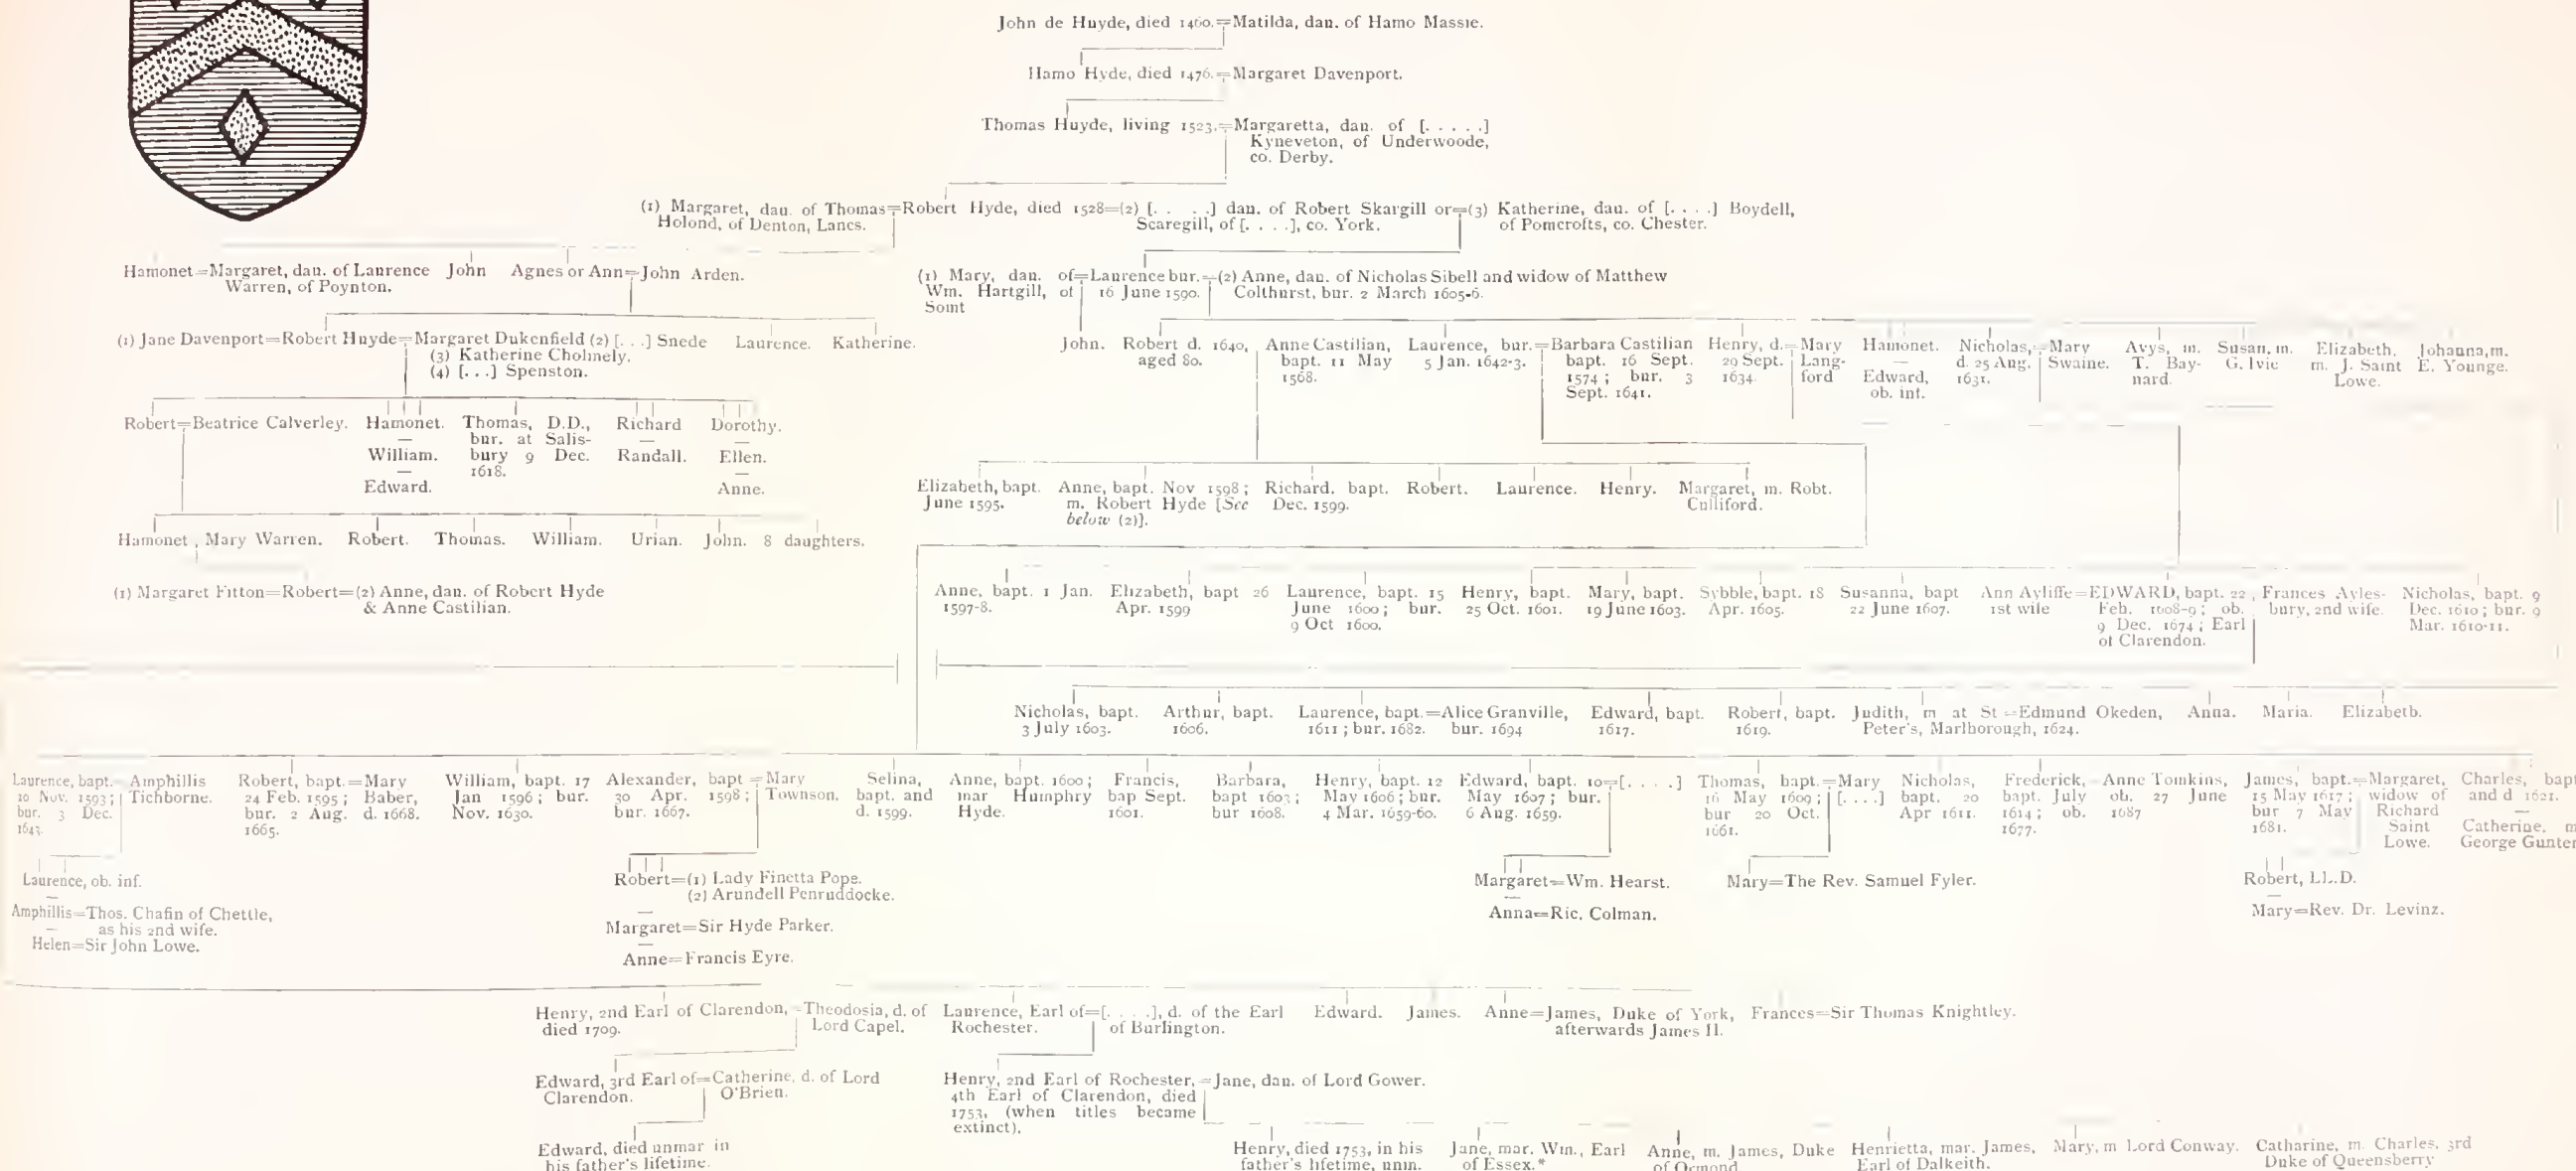 John de Huyde, died 1460.=Matilda, dau. of Hamo Massie.
Hamo Hyde, died 1476.=Margaret Davenport.
Thomas Huyde, living 1523.=Margaretta, dau. of [. . . . .]
Kyneveton, of Underwoode,
co. Derby.
(1) Margaret, dau. of Thomas=Robert Hyde, died 1528=(2) [. . . .] dau. of Robert Skargill or=(3) Katherine, dau. of [. . . .] Boydell,
Holond, of Denton, Lancs. Scaregill, of [. . . .], co. York. of Pomcrofts, co. Chester.
Hamonet=Margaret, dau. of Laurence John Agnes or Ann=John Arden.
Warren, of Poynton.
(1) Mary, dan. of=Laurence bur.=(2) Anne, dau. of Nicholas Sibell and widow of Matthew
Wm. Hartgill, of 16 June 1590. Colthurst, bur. 2 March 1605-6.
Somt
(1) Jane Davenport=Robert Huyde=Margaret Dukenfield (2) [. . .] Snede Laurence. Katherine.
(3) Katherine Cholmely.
(4) [. . .] Spenston.
John. Robert d. 1640, Anne Castilian, Laurence, bur.=Barbara Castilian Henry, d.=Mary Hamonet. Nicholas,=Mary Avys, m. Susan, m. Elizabeth, Johanna, m.
aged 80. bapt. 11 May 5 Jan. 1642-3. bapt. 16 Sept. 29 Sept. Lang- — d. 25 Aug. Swaine. T. Bay- G. Ivie m. J. Saint E. Younge.
1568. 1574; bur. 3 1634. ford Edward, 1631. nard. Lowe.
Sept. 1641. ob. inf.
Robert=Beatrice Calverley. Hamonet. Thomas, D.D., Richard Dorothy.
— bur. at Salis- — —
William. bury 9 Dec. Randall. Ellen.
— 1618. —
Edward. Anne.
Elizabeth, bapt. Anne, bapt. Nov 1598; Richard, bapt. Robert. Laurence. Henry. Margaret, m. Robt.
June 1595. m. Robert Hyde [See Dec. 1599. Culliford.
below (2)].
Hamonet , Mary Warren. Robert. Thomas. William. Urian. John. 8 daughters.
(1) Margaret Fitton=Robert=(2) Anne, dau. of Robert Hyde
& Anne Castilian.
Anne, bapt. 1 Jan. Elizabeth, bapt 26 Laurence, bapt. 15 Henry, bapt. Mary, bapt. Sybble, bapt. 18 Susanna, bapt Ann Ayliffe=EDWARD, bapt. 22 , Frances Ayles- Nicholas, bapt. 9
1597-8. Apr. 1599 June 1600; bur. 25 Oct. 1601. 19 June 1603. Apr. 1605. 22 June 1607. 1st wife Feb. 1608-9; ob. bury, 2nd wife. Dec. 1610; bur. 9
9 Oct 1600. 9 Dec. 1674; Earl Mar. 1610-11.
of Clarendon.
Nicholas, bapt. Arthur, bapt. Laurence, bapt.=Alice Granville, Edward, bapt. Robert, bapt. Judith, m at St=Edmund Okeden, Anna. Maria. Elizabeth.
3 July 1603. 1606. 1611; bur. 1682. bur. 1694 1617. 1619. Peter's, Marlborough, 1624.
Laurence, bapt.=Amphillis Robert, bapt.=Mary William, bapt. 17 Alexander, bapt=Mary Selina, Anne, bapt. 1600; Francis, Barbara, Henry, bapt. 12 Edward, bapt. 10=[. . . .] Thomas, bapt.=Mary Nicholas, Frederick,=Anne Tomkins, James, bapt.=Margaret, Charles, bapt
10 Nov. 1593; Tichborne. 24 Feb. 1595; Baber, Jan 1596; bur. 30 Apr. 1598; Townson. bapt. and mar Humphry bap Sept. bapt 1603; May 1606; bur. May 1607; bur. 16 May 1609; [. . . .] bapt. 20 bapt. July ob. 27 June 15 May 1617; widow of and d 1621.
bur. 3 Dec. bur. 2 Aug. d. 1668. Nov. 1630. bur. 1667. d. 1599. Hyde. 1601. bur 1608. 4 Mar. 1659-60. 6 Aug. 1659. bur 20 Oct. Apr 1611. 1614; ob. 1687 bur 7 May Richard —
1643. 1665. 1661. 1677. 1681. Saint Catherine, m
Lowe. George Gunter
Laurence, ob. inf. Robert=(1) Lady Finetta Pope. Margaret=Wm. Hearst. Mary=The Rev. Samuel Fyler. Robert, LL.D.
(2) Arundell Penruddocke.
Amphillis=Thos. Chafin of Chettle, Anna=Ric. Colman. Mary=Rev. Dr. Levinz.
as his 2nd wife. Margaret=Sir Hyde Parker.
Helen=Sir John Lowe.
Anne=Francis Eyre.
Henry, 2nd Earl of Clarendon,=Theodosia, d. of Laurence, Earl of=[. . . .], d. of the Earl Edward. James. Anne=James, Duke of York, Frances=Sir Thomas Knightley.
died 1709. Lord Capel. Rochester. of Burlington. afterwards James II.
Edward, 3rd Earl of=Catherine, d. of Lord Henry, 2nd Earl of Rochester,=Jane, dan. of Lord Gower.
Clarendon. O'Brien. 4th Earl of Clarendon, died
1753, (when titles became
extinct).
Edward, died unmar in Henry, died 1753, in his Jane, mar. Wm., Earl Anne, m. James, Duke Henrietta, mar. James, Mary, m Lord Conway. Catharine, m. Charles, 3rd
his father's lifetime. father's lifetime, unm. of Essex.* of Ormond Earl of Dalkeith. Duke of Queensberry